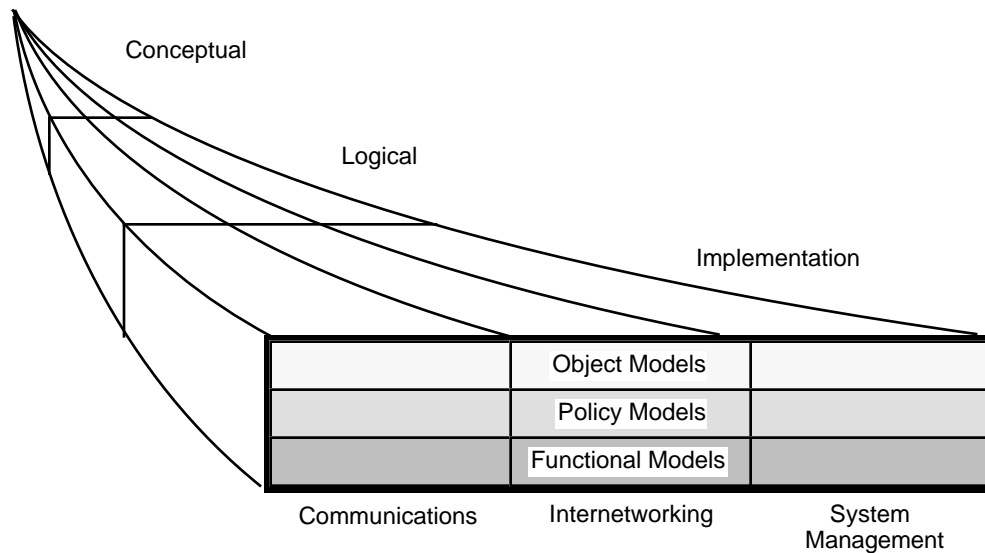 Conceptual
Logical
Implementation
Object Models
Policy Models
Functional Models
Communications
Internetworking
System
Management